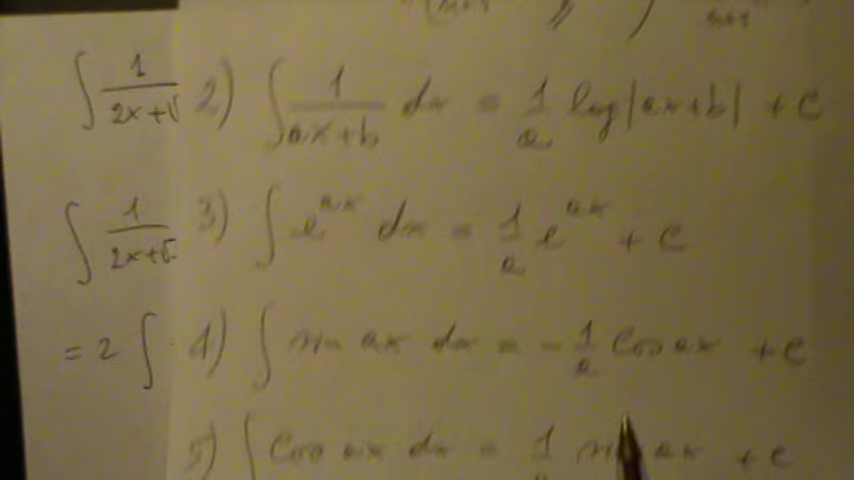 ∫ 1/(ax+b) dx = 1/a log|ax+b| + c
2) 
3) ∫ e^{ax} dx = 1/a e^{ax} + c
4) ∫ sin ax dx = -1/a cos ax + c
5) ∫ cos ax dx = 1/a sin ax + c
∫ 1/(2x+√
∫ 1/(2x+√
= 2 ∫